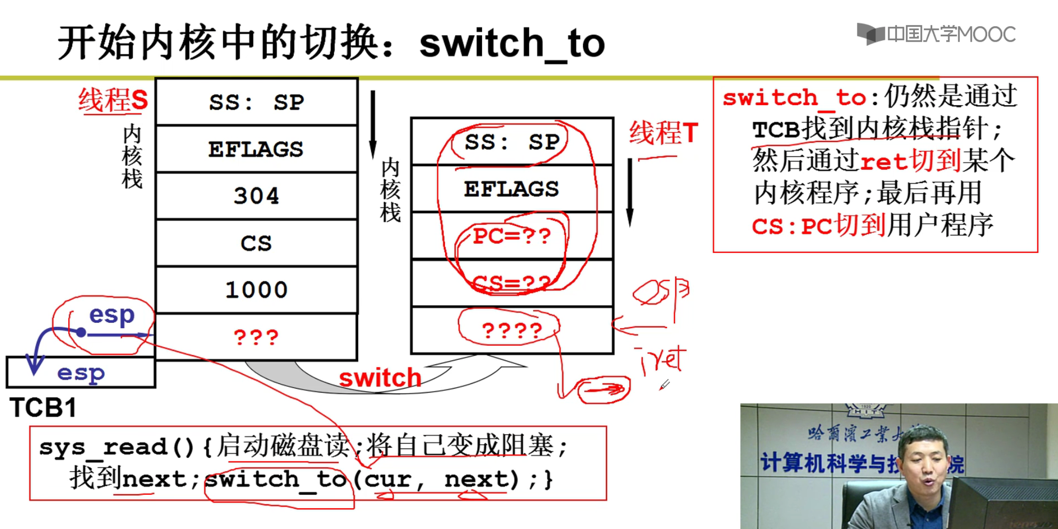 开始内核中的切换：switch_to
中国大学MOOC
线程S
内核栈
SS: SP
EFLAGS
304
CS
1000
???
esp
esp
TCB1
switch
内核栈
SS: SP
EFLAGS
PC=??
CS=??
????
线程T
esp
iret
switch_to:仍然是通过
TCB找到内核栈指针;
然后通过ret切到某个
内核程序;最后再用
CS:PC切到用户程序
sys_read(){启动磁盘读;将自己变成阻塞;
找到next;switch_to(cur, next);}
哈尔滨工业大学
计算机科学与技
院